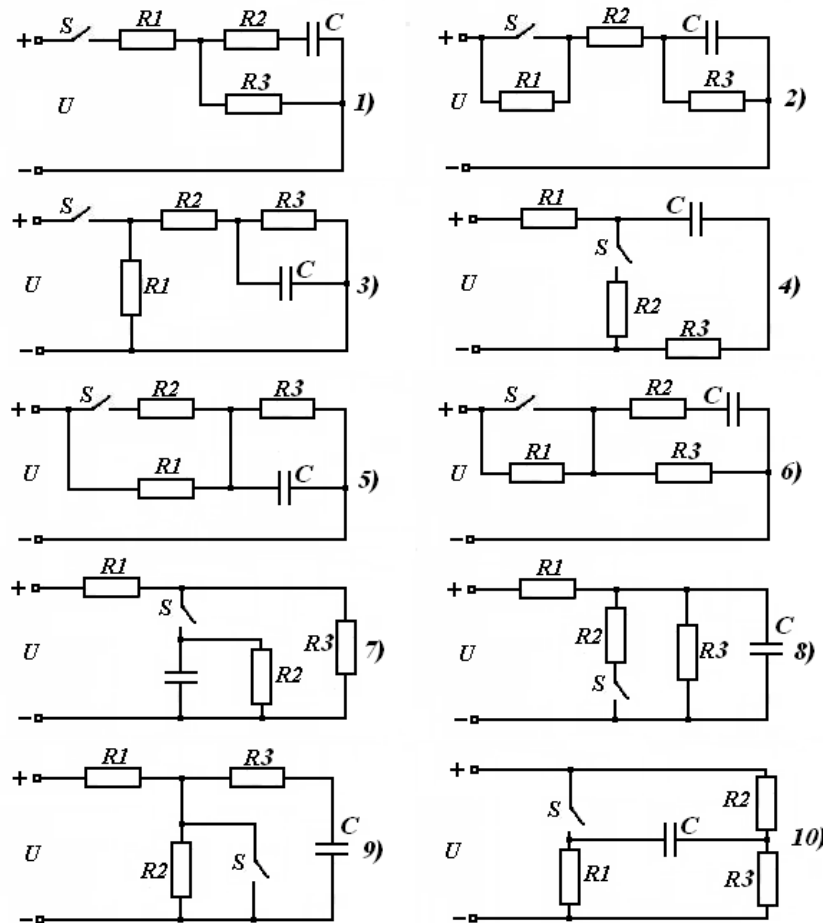 S R1 R2 C
+
R3
U 1)
−
S R2 C
+
R1 R3
U 2)
−
S R2 R3
+
R1 C
U 3)
−
R1 C
+
S
U R2 4)
R3
−
S R2 R3
+
R1 C
U 5)
−
S R2 C
+
R1 R3
U 6)
−
R1
+
S
U R2 R3 7)
−
R1
+
R2 C
U R3 8)
S
−
R1 R3
+
C
U R2 S 9)
−
+
R2
S C
U 10)
R1 R3
−